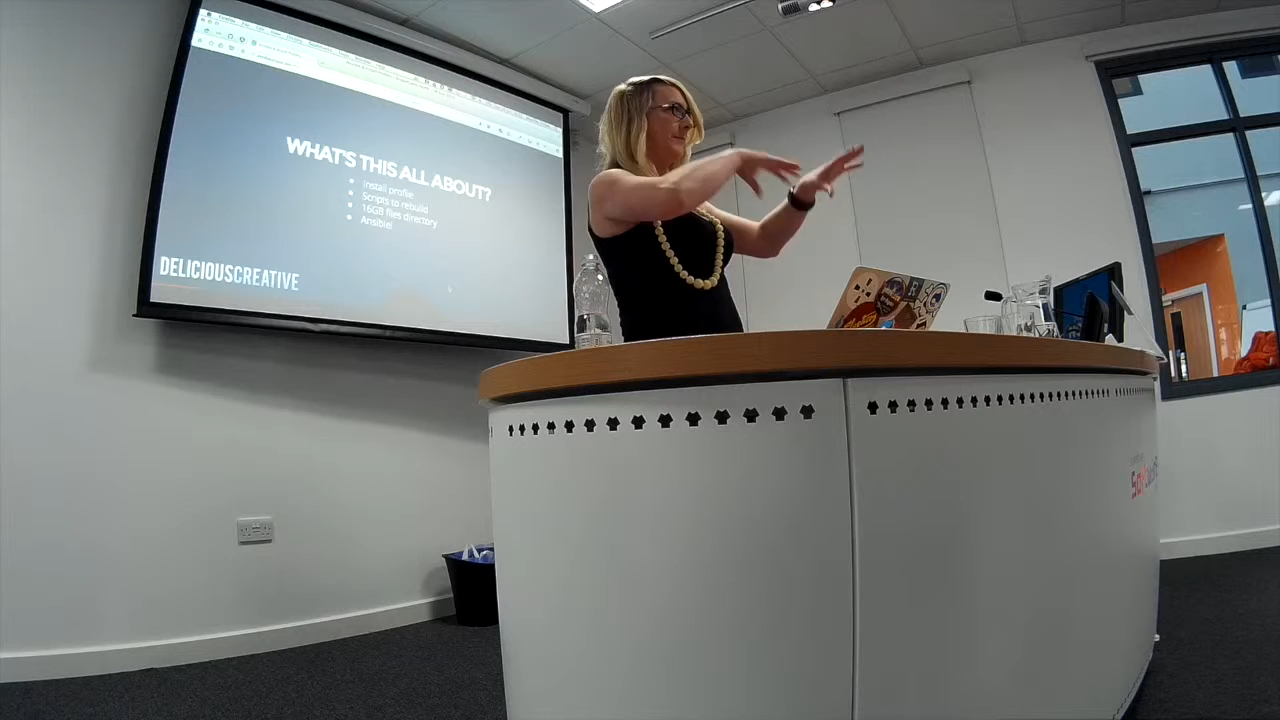 WHAT'S THIS ALL ABOUT?
Install profile
Scripts to rebuild
16GB files directory
Ansible!
DELICIOUSCREATIVE